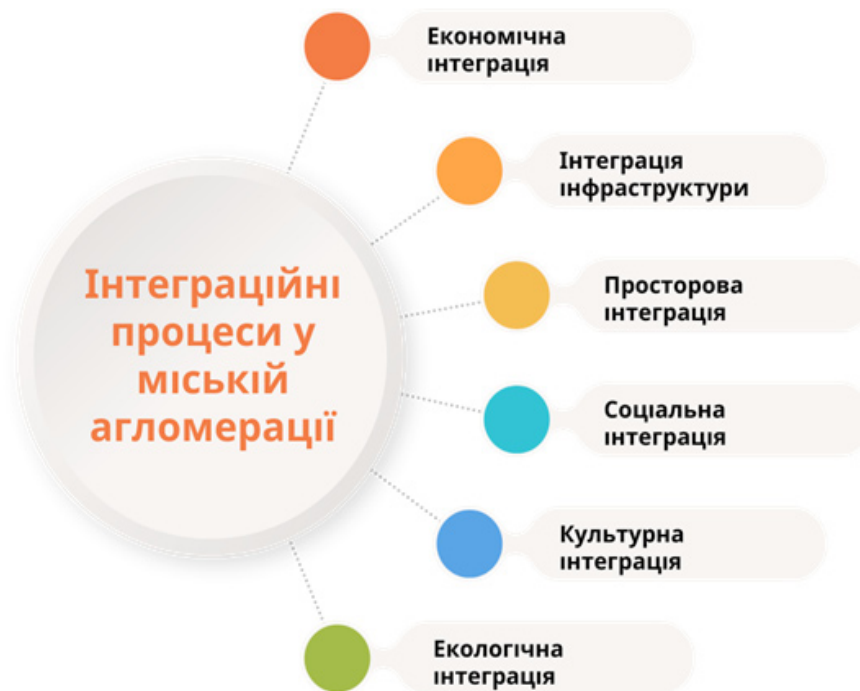 Економічна
інтеграція
Інтеграція
інфраструктури
Просторова
інтеграція
Інтеграційні
процеси у
міській
агломерації
Соціальна
інтеграція
Культурна
інтеграція
Екологічна
інтеграція